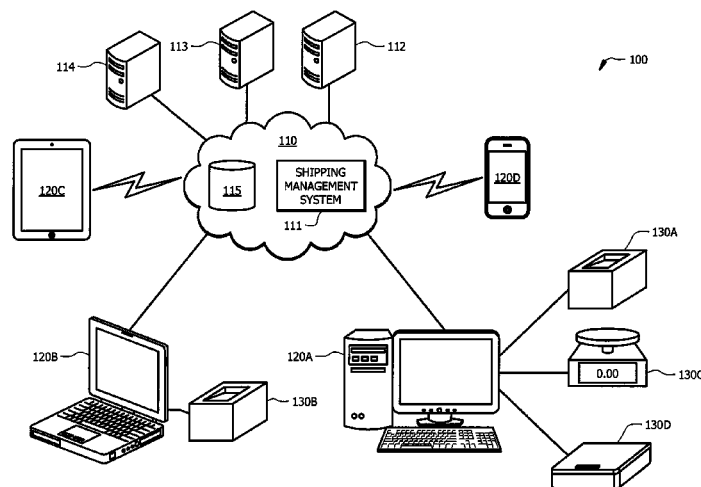 113
112
114
100
110
120C
115
SHIPPING
MANAGEMENT
SYSTEM
111
120D
130A
120B
120A
0.00
130C
130B
130D